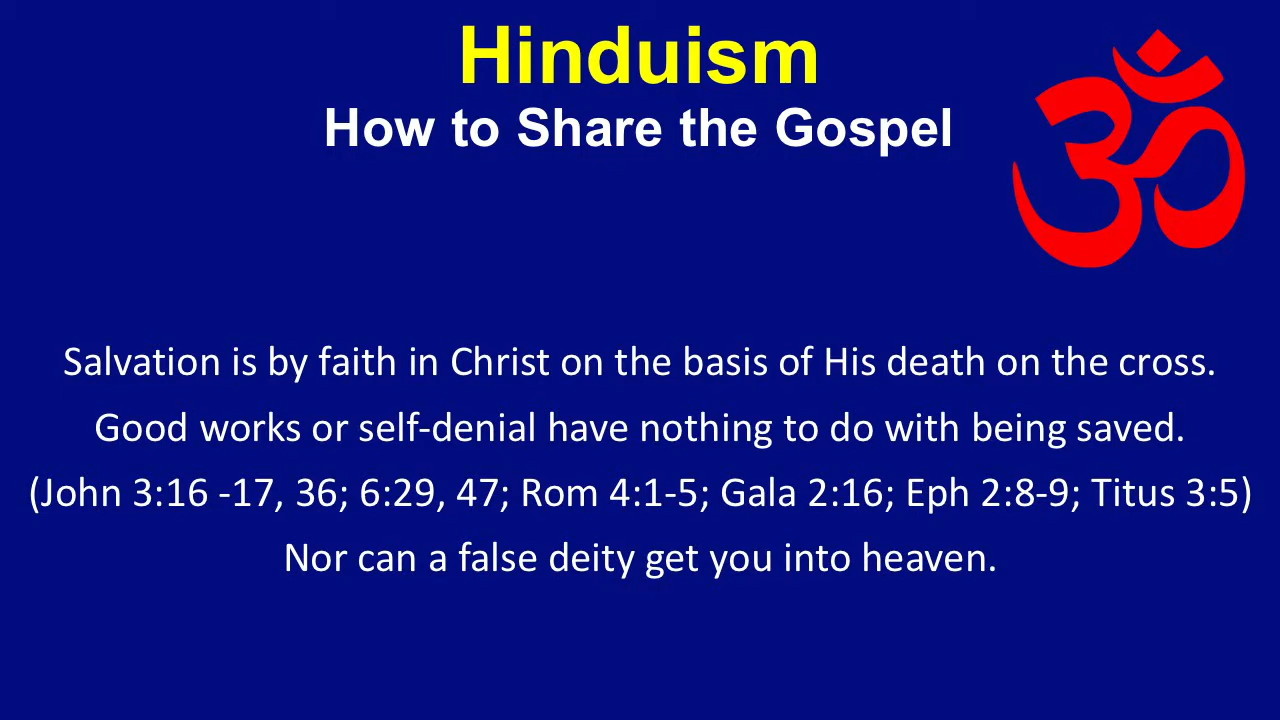 Hinduism
How to Share the Gospel
ॐ
Salvation is by faith in Christ on the basis of His death on the cross.
Good works or self-denial have nothing to do with being saved.
(John 3:16 -17, 36; 6:29, 47; Rom 4:1-5; Gala 2:16; Eph 2:8-9; Titus 3:5)
Nor can a false deity get you into heaven.